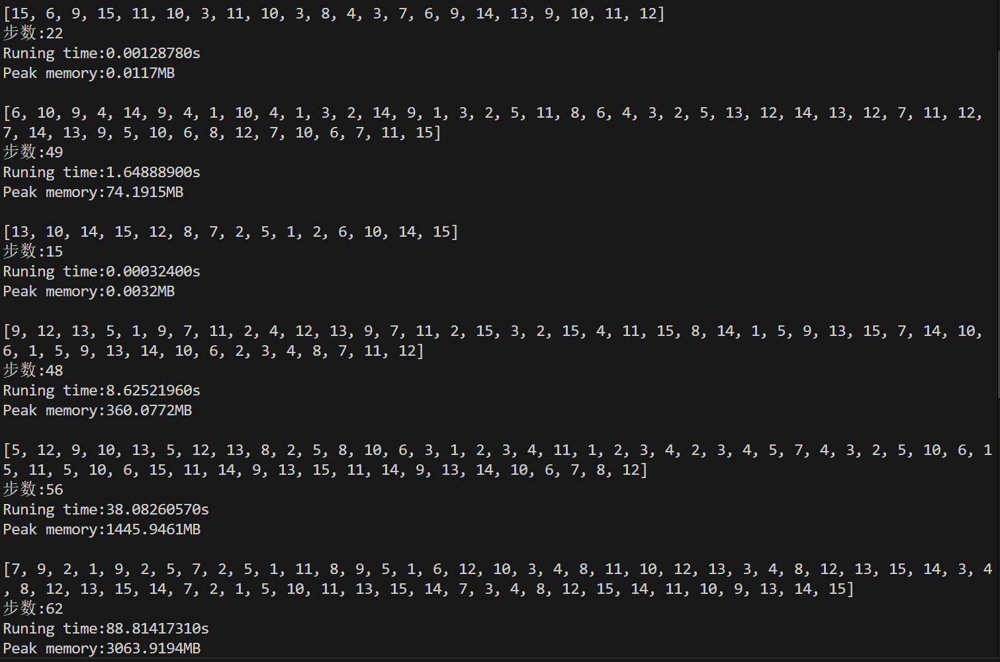 [15, 6, 9, 15, 11, 10, 3, 11, 10, 3, 8, 4, 3, 7, 6, 9, 14, 13, 9, 10, 11, 12]
步数:22
Runing time:0.00128780s
Peak memory:0.0117MB
[6, 10, 9, 4, 14, 9, 4, 1, 10, 4, 1, 3, 2, 14, 9, 1, 3, 2, 5, 11, 8, 6, 4, 3, 2, 5, 13, 12, 14, 13, 12, 7, 11, 12,
7, 14, 13, 9, 5, 10, 6, 8, 12, 7, 10, 6, 7, 11, 15]
步数:49
Runing time:1.64888900s
Peak memory:74.1915MB
[13, 10, 14, 15, 12, 8, 7, 2, 5, 1, 2, 6, 10, 14, 15]
步数:15
Runing time:0.00032400s
Peak memory:0.0032MB
[9, 12, 13, 5, 1, 9, 7, 11, 2, 4, 12, 13, 9, 7, 11, 2, 15, 3, 2, 15, 4, 11, 15, 8, 14, 1, 5, 9, 13, 15, 7, 14, 10,
6, 1, 5, 9, 13, 14, 10, 6, 2, 3, 4, 8, 7, 11, 12]
步数:48
Runing time:8.62521960s
Peak memory:360.0772MB
[5, 12, 9, 10, 13, 5, 12, 13, 8, 2, 5, 8, 10, 6, 3, 1, 2, 3, 4, 11, 1, 2, 3, 4, 2, 3, 4, 5, 7, 4, 3, 2, 5, 10, 6, 1
5, 11, 5, 10, 6, 15, 11, 14, 9, 13, 15, 11, 14, 9, 13, 14, 10, 6, 7, 8, 12]
步数:56
Runing time:38.08260570s
Peak memory:1445.9461MB
[7, 9, 2, 1, 9, 2, 5, 7, 2, 5, 1, 11, 8, 9, 5, 1, 6, 12, 10, 3, 4, 8, 11, 10, 12, 13, 3, 4, 8, 12, 13, 15, 14, 3, 4
, 8, 12, 13, 15, 14, 7, 2, 1, 5, 10, 11, 13, 15, 14, 7, 3, 4, 8, 12, 15, 14, 11, 10, 9, 13, 14, 15]
步数:62
Runing time:88.81417310s
Peak memory:3063.9194MB